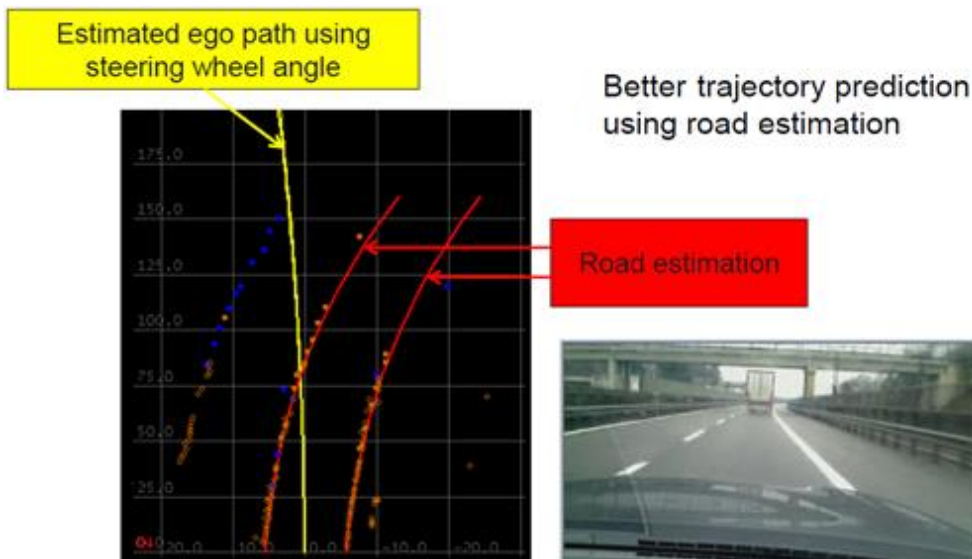 Estimated ego path using
steering wheel angle
Better trajectory prediction
using road estimation
Road estimation
175.0
150.0
125.0
100.0
75.0
50.0
25.0
20.0 10.0 0.0 -10.0 -20.0